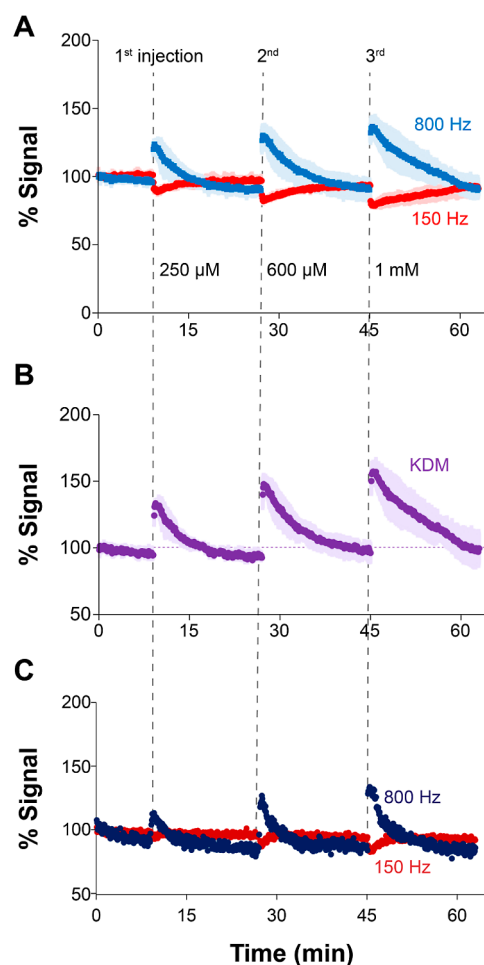 A
% Signal
200
150
100
50
0
1st injection
2nd
3rd
800 Hz
150 Hz
250 µM
600 µM
1 mM
0
15
30
45
60
B
% Signal
200
150
100
50
KDM
0
15
30
45
60
C
% Signal
200
150
100
50
800 Hz
150 Hz
0
15
30
45
60
Time (min)